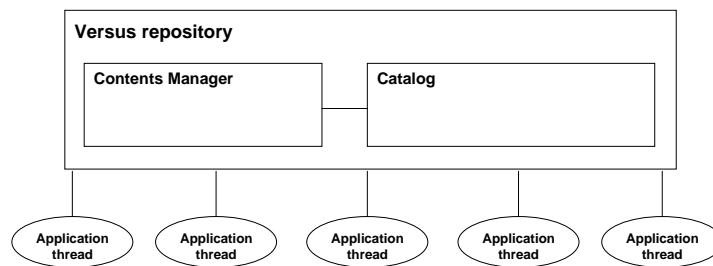 Versus repository
Contents Manager
Catalog
Application
thread
Application
thread
Application
thread
Application
thread
Application
thread